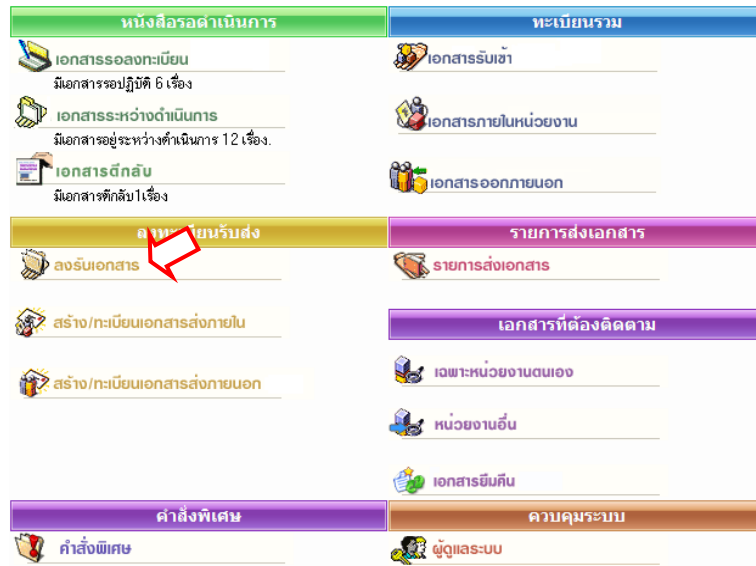 หนังสือรอดำเนินการ
เอกสารรอลงทะเบียน
มีเอกสารรอปฏิบัติ 6 เรื่อง
เอกสารระหว่างดำเนินการ
มีเอกสารอยู่ระหว่างดำเนินการ 12 เรื่อง.
เอกสารตีกลับ
มีเอกสารตีกลับ 1 เรื่อง
ทะเบียนรวม
เอกสารรับเข้า
เอกสารภายในหน่วยงาน
เอกสารออกภายนอก
ลงทะเบียนรับส่ง
ลงรับเอกสาร
สร้าง/ทะเบียนเอกสารส่งภายใน
สร้าง/ทะเบียนเอกสารส่งภายนอก
รายการส่งเอกสาร
รายการส่งเอกสาร
เอกสารที่ต้องติดตาม
เฉพาะหน่วยงานตนเอง
หน่วยงานอื่น
เอกสารยืมคืน
คำสั่งพิเศษ
คำสั่งพิเศษ
ควบคุมระบบ
ผู้ดูแลระบบ